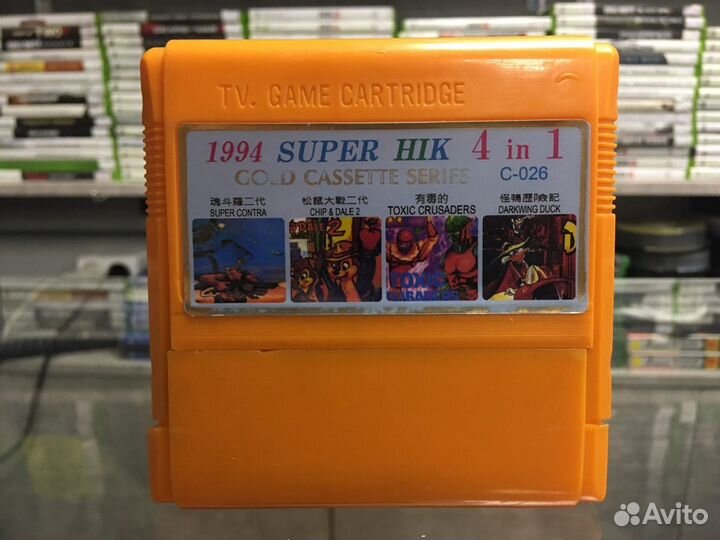 TV. GAME CARTRIDGE
1994 SUPER HIK 4 in 1
GOLD CASSETTE SERIES C-026
魂斗羅二代 松鼠大戰二代 有毒的 怪鴨歷險記
SUPER CONTRA CHIP & DALE 2 TOXIC CRUSADERS DARKWING DUCK
DALE 2
Avito